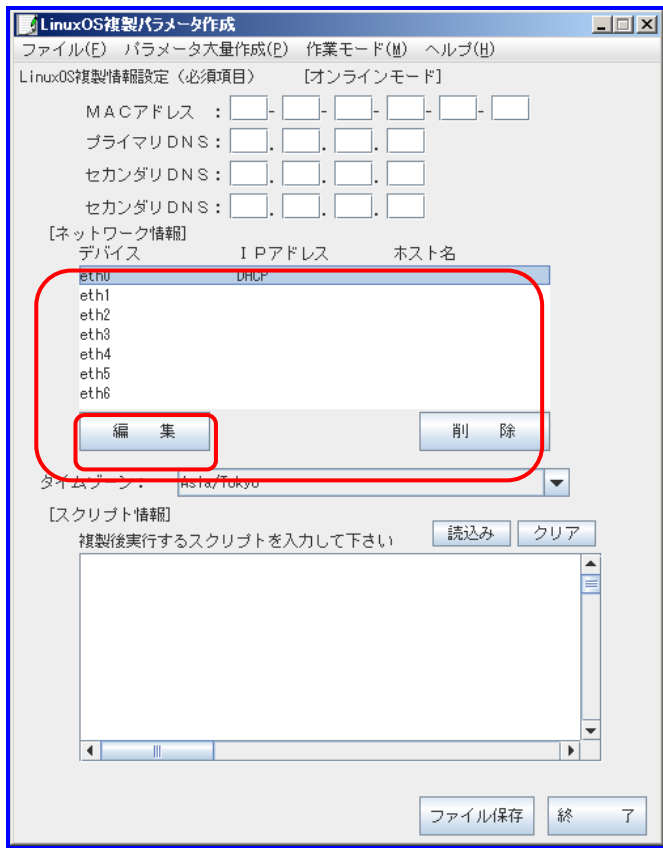 LinuxOS複製パラメータ作成
ファイル(F) パラメータ大量作成(P) 作業モード(M) ヘルプ(H)
LinuxOS複製情報設定（必須項目） [オンラインモード]
MACアドレス : - - - - -
プライマリDNS: . . .
セカンダリDNS: . . .
セカンダリDNS: . . .
[ネットワーク情報]
デバイス IPアドレス ホスト名
eth0 DHCP
eth1
eth2
eth3
eth4
eth5
eth6
編 集 削 除
タイムゾーン: Asia/Tokyo
[スクリプト情報]
複製後実行するスクリプトを入力して下さい 読込み クリア
ファイル保存 終 了